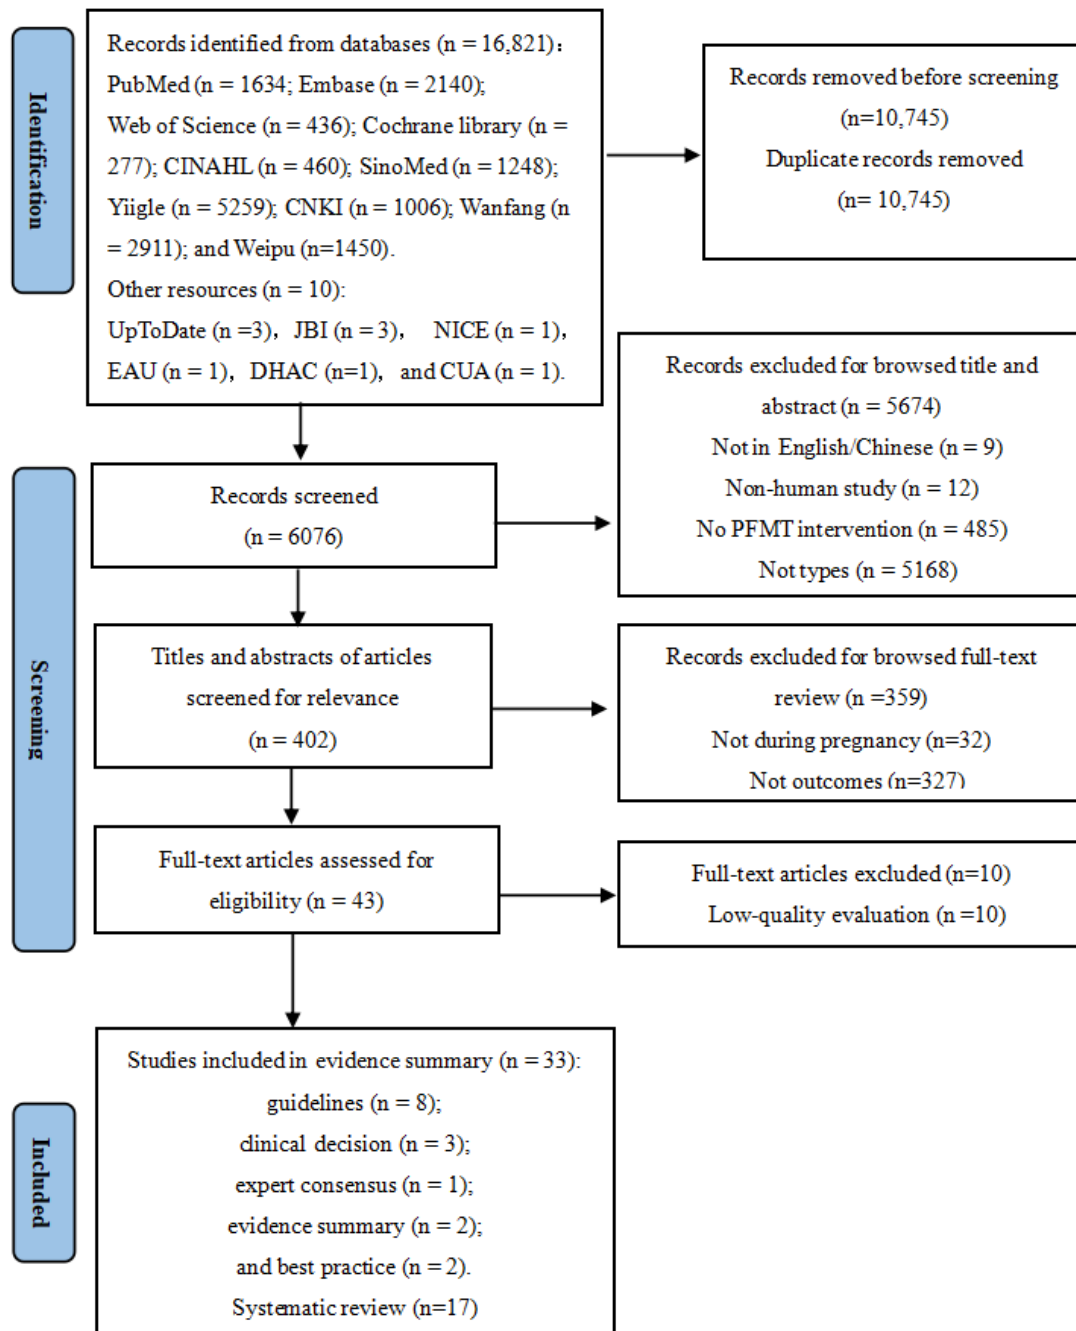 Identification
Records identified from databases (n = 16,821)：
PubMed (n = 1634; Embase (n = 2140);
Web of Science (n = 436); Cochrane library (n =
277); CINAHL (n = 460); SinoMed (n = 1248);
Yiigle (n = 5259); CNKI (n = 1006); Wanfang (n
= 2911); and Weipu (n=1450).
Other resources (n = 10):
UpToDate (n =3)， JBI (n = 3)， NICE (n = 1)，
EAU (n = 1)， DHAC (n=1)， and CUA (n = 1).
Records removed before screening
(n=10,745)
Duplicate records removed
(n= 10,745)
Screening
Records screened
(n = 6076)
Records excluded for browsed title and
abstract (n = 5674)
Not in English/Chinese (n = 9)
Non-human study (n = 12)
No PFMT intervention (n = 485)
Not types (n = 5168)
Titles and abstracts of articles
screened for relevance
(n = 402)
Records excluded for browsed full-text
review (n =359)
Not during pregnancy (n=32)
Not outcomes (n=327)
Full-text articles assessed for
eligibility (n = 43)
Full-text articles excluded (n=10)
Low-quality evaluation (n =10)
Included
Studies included in evidence summary (n = 33):
guidelines (n = 8);
clinical decision (n = 3);
expert consensus (n = 1);
evidence summary (n = 2);
and best practice (n = 2).
Systematic review (n=17)